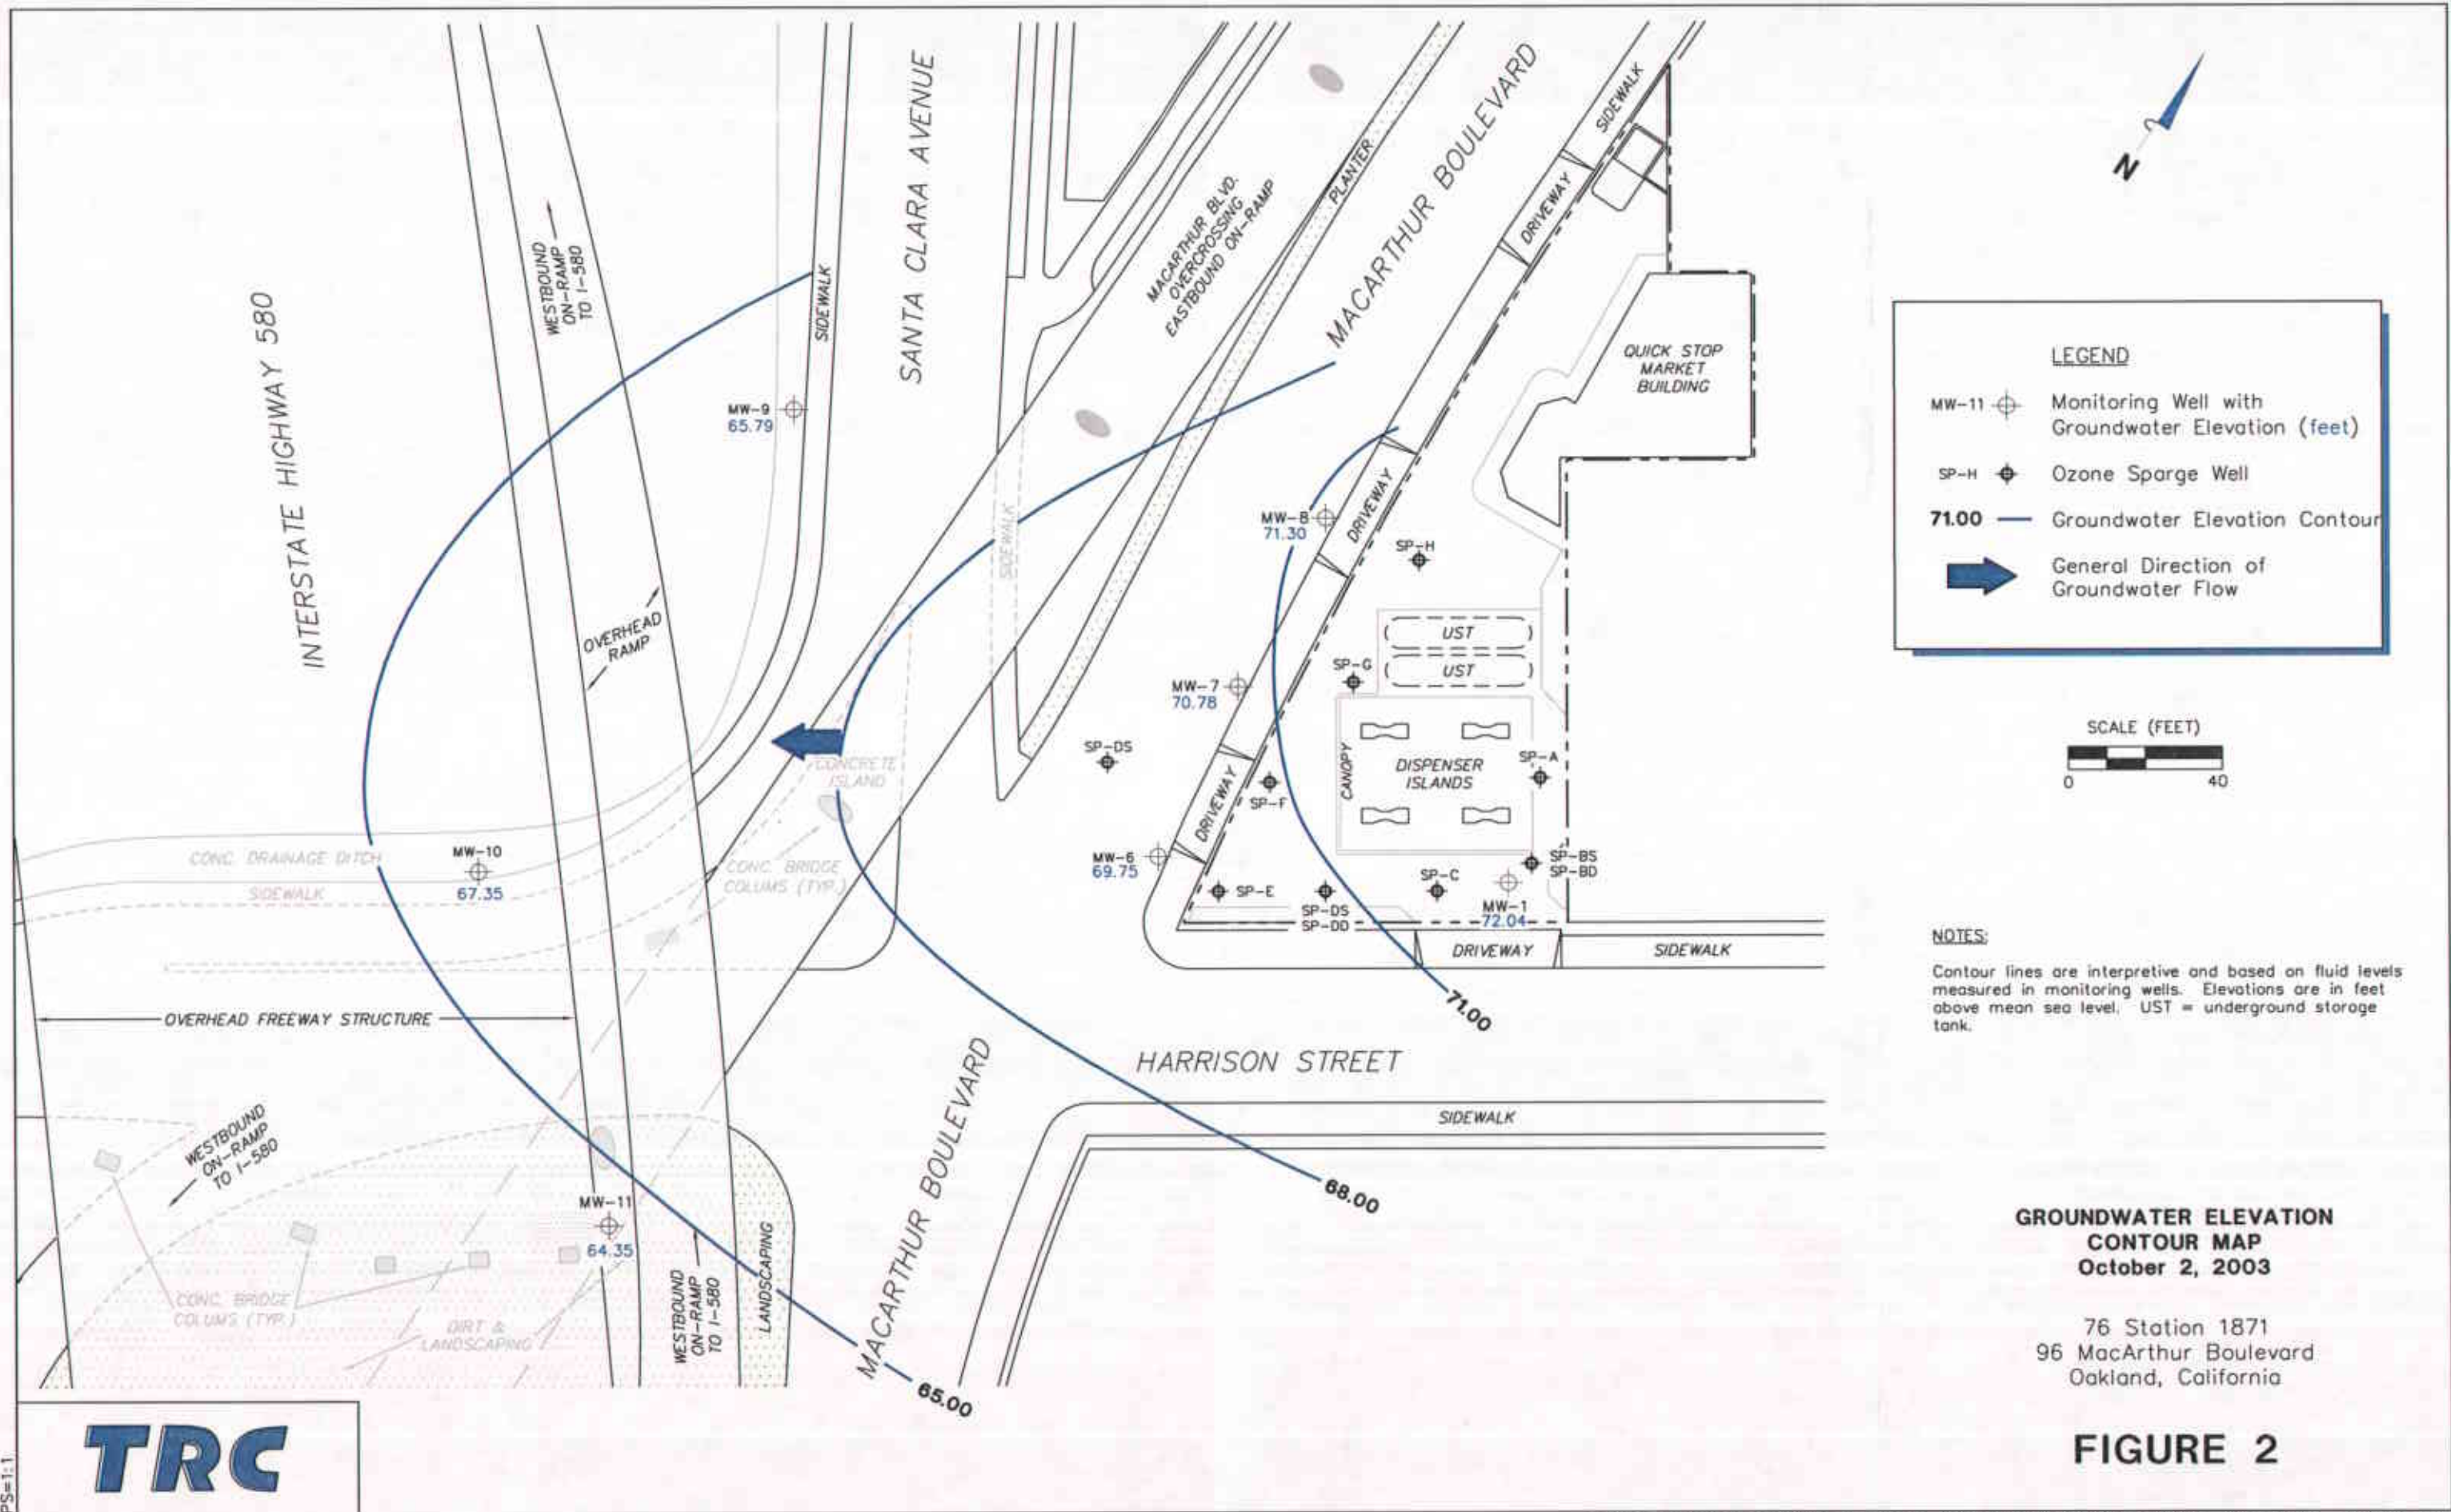 INTERSTATE HIGHWAY 580
WESTBOUND
ON-RAMP
TO I-580
SIDEWALK
SANTA CLARA AVENUE
MACARTHUR BLVD.
OVERCROSSING
EASTBOUND ON-RAMP
PLANTER
MACARTHUR BOULEVARD
SIDEWALK
DRIVEWAY
N
QUICK STOP
MARKET
BUILDING
MW-9
65.79
SIDEWALK
MW-8
71.30
DRIVEWAY
SP-H
OVERHEAD
RAMP
UST
UST
SP-G
MW-7
70.78
SP-DS
CONCRETE
ISLAND
CANOPY
DISPENSER
ISLANDS
SP-A
SP-F
DRIVEWAY
CONC. DRAINAGE DITCH
SIDEWALK
MW-10
67.35
CONC. BRIDGE
COLUMS (TYP.)
MW-6
69.75
SP-E
SP-DS
SP-DD
SP-C
MW-1
72.04
SP-BS
SP-BD
DRIVEWAY
SIDEWALK
71.00
OVERHEAD FREEWAY STRUCTURE
HARRISON STREET
SIDEWALK
68.00
WESTBOUND
ON-RAMP
TO I-580
MW-11
64.35
CONC. BRIDGE
COLUMS (TYP.)
DIRT &
LANDSCAPING
WESTBOUND
ON-RAMP
TO I-580
LANDSCAPING
MACARTHUR BOULEVARD
65.00
LEGEND
MW-11 Monitoring Well with
Groundwater Elevation (feet)
SP-H Ozone Sparge Well
71.00 Groundwater Elevation Contour
General Direction of
Groundwater Flow
SCALE (FEET)
0 40
NOTES:
Contour lines are interpretive and based on fluid levels
measured in monitoring wells. Elevations are in feet
above mean sea level. UST = underground storage
tank.
GROUNDWATER ELEVATION
CONTOUR MAP
October 2, 2003
76 Station 1871
96 MacArthur Boulevard
Oakland, California
FIGURE 2
TRC
PS=1:1